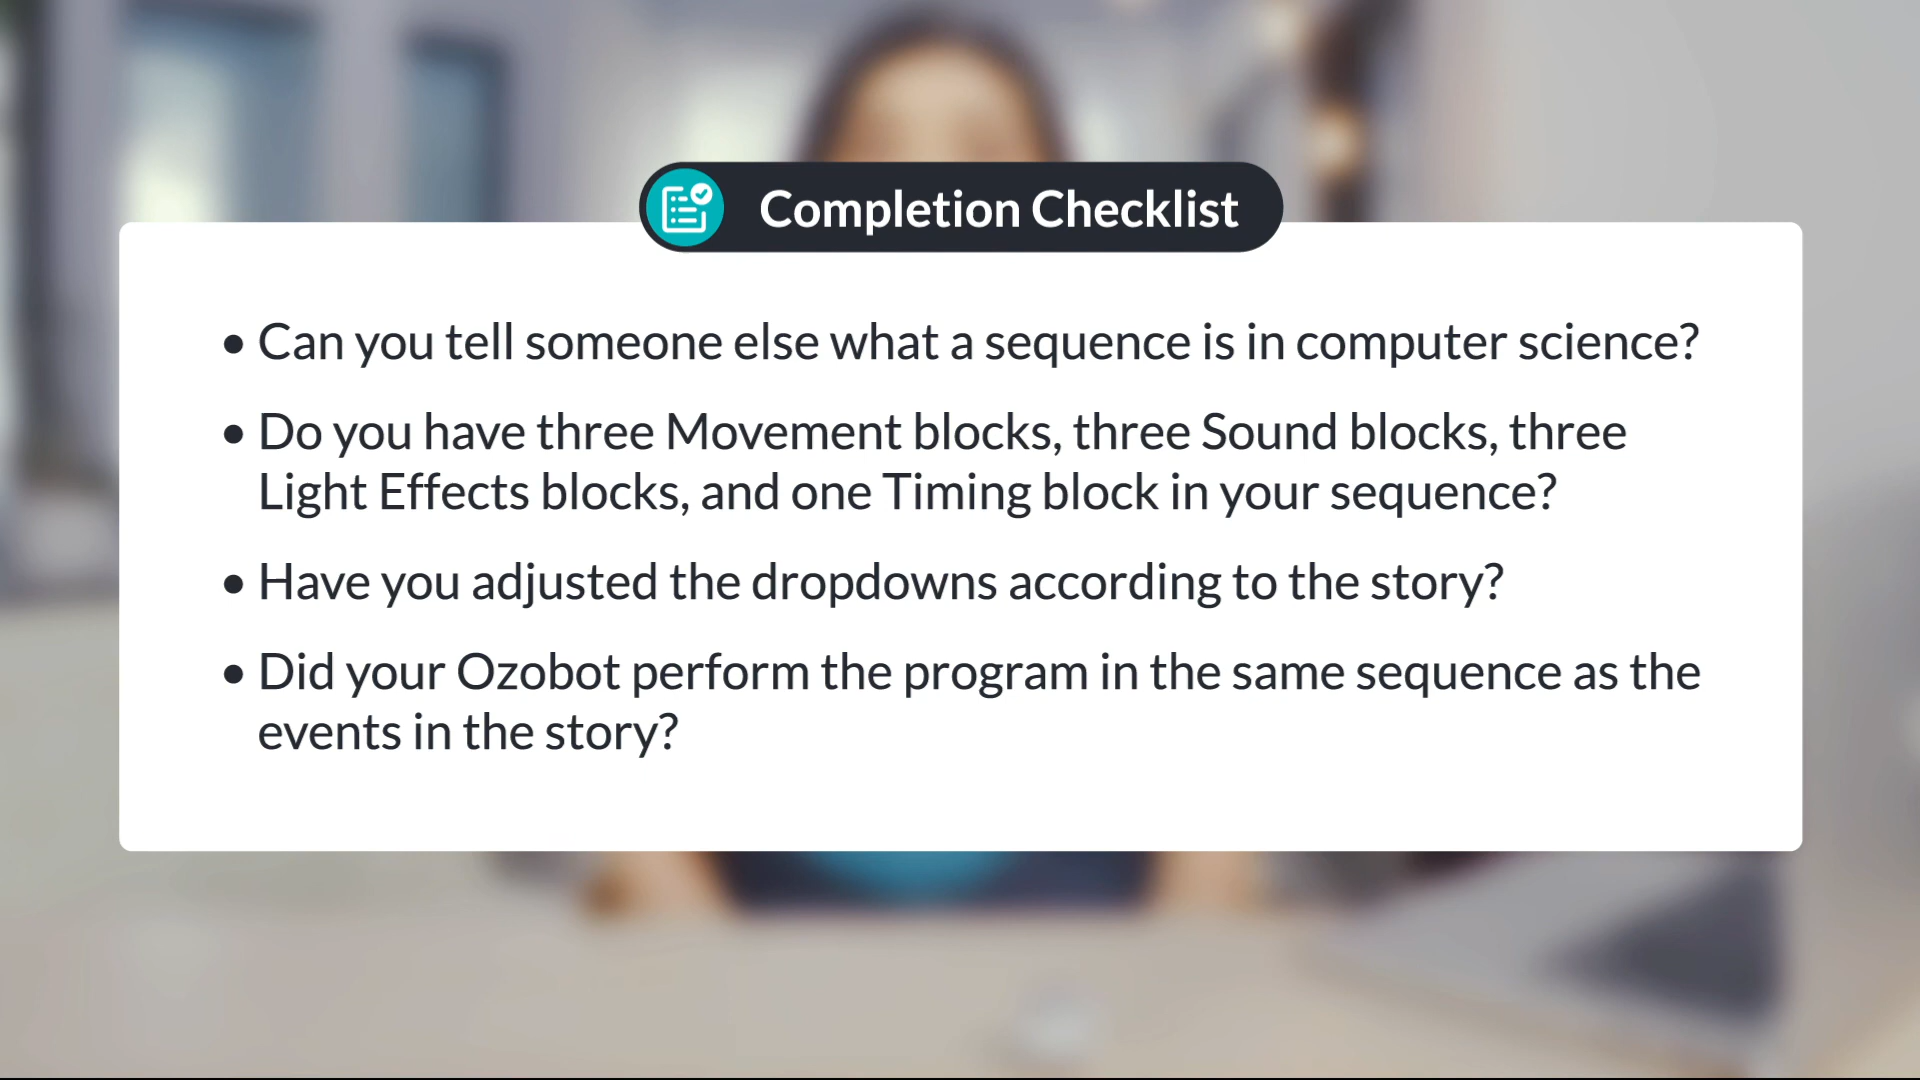 Completion Checklist
• Can you tell someone else what a sequence is in computer science?
• Do you have three Movement blocks, three Sound blocks, three
Light Effects blocks, and one Timing block in your sequence?
• Have you adjusted the dropdowns according to the story?
• Did your Ozobot perform the program in the same sequence as the
events in the story?